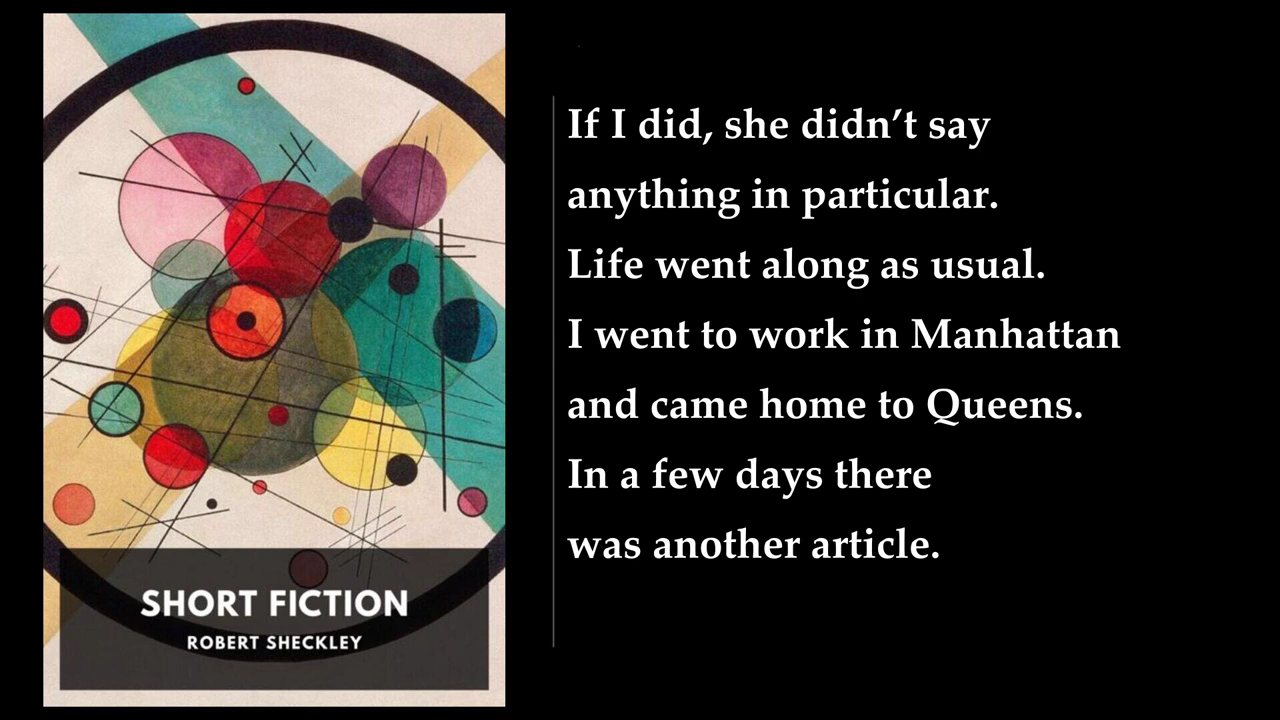 SHORT FICTION
ROBERT SHECKLEY
If I did, she didn’t say
anything in particular.
Life went along as usual.
I went to work in Manhattan
and came home to Queens.
In a few days there
was another article.